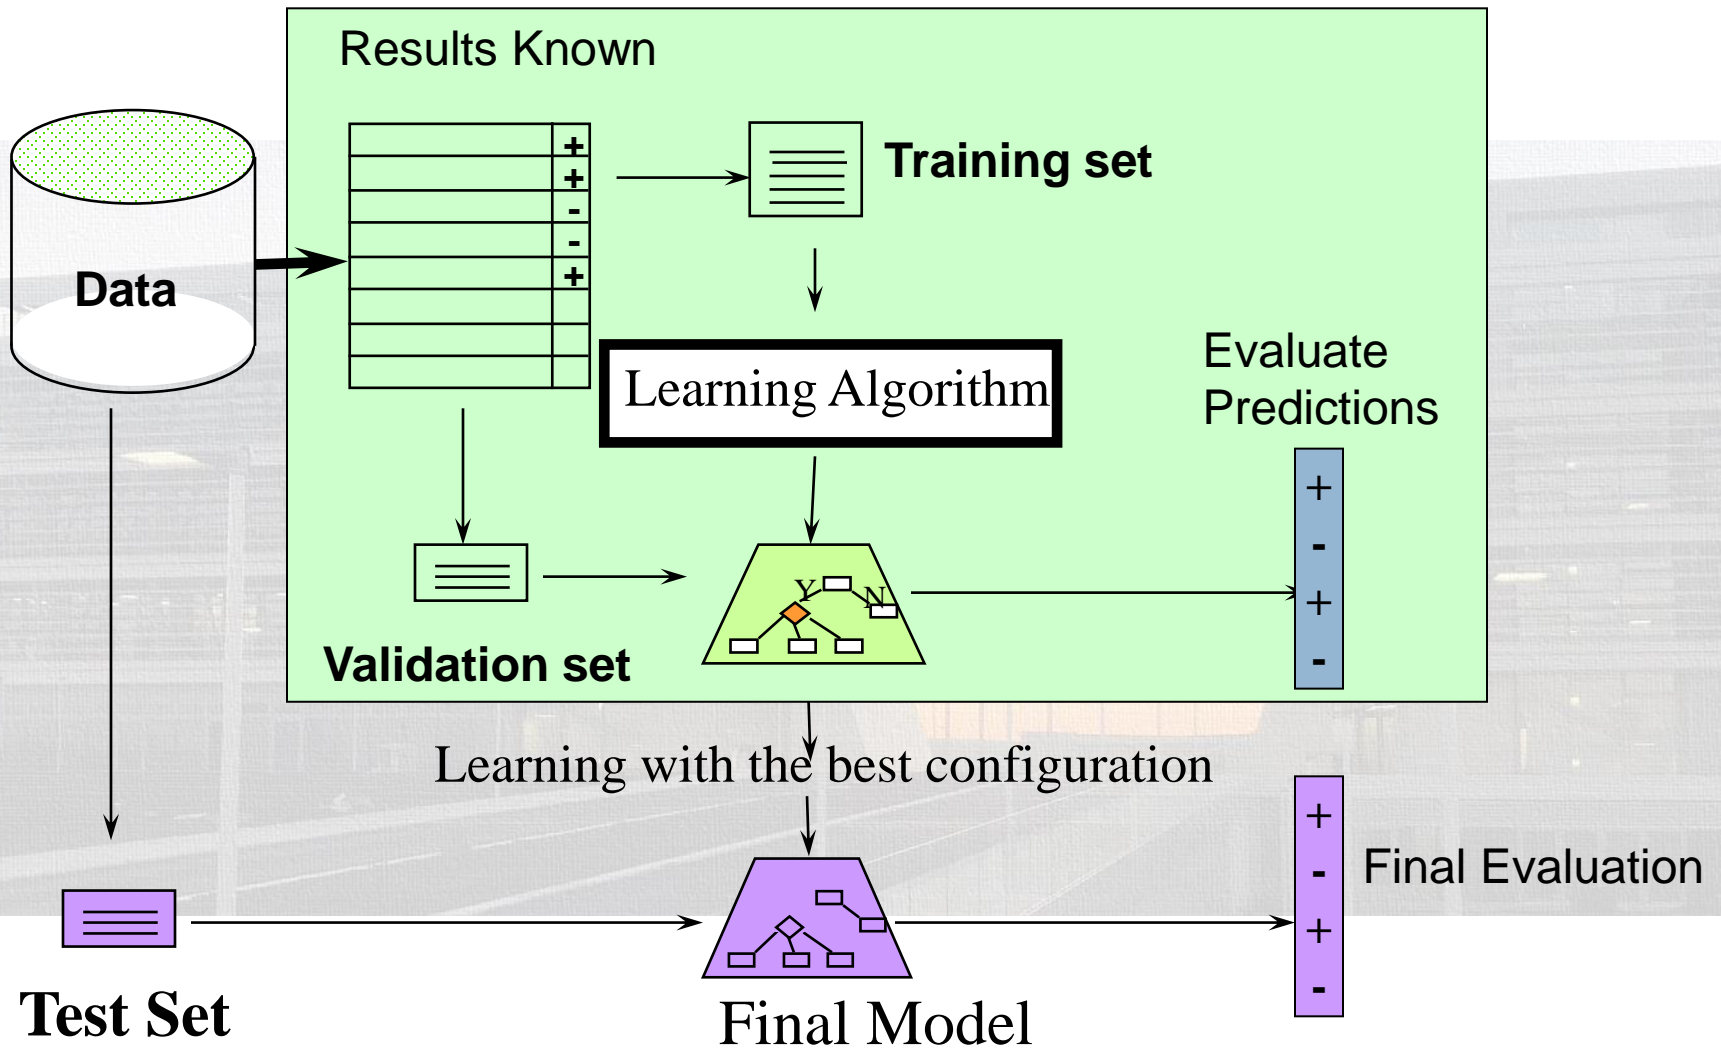 Results Known
+
+
-
-
+
Training set
Data
Learning Algorithm
Evaluate
Predictions
+
-
+
-
Y
N
Validation set
Learning with the best configuration
+
-
+
-
Final Evaluation
Test Set
Final Model